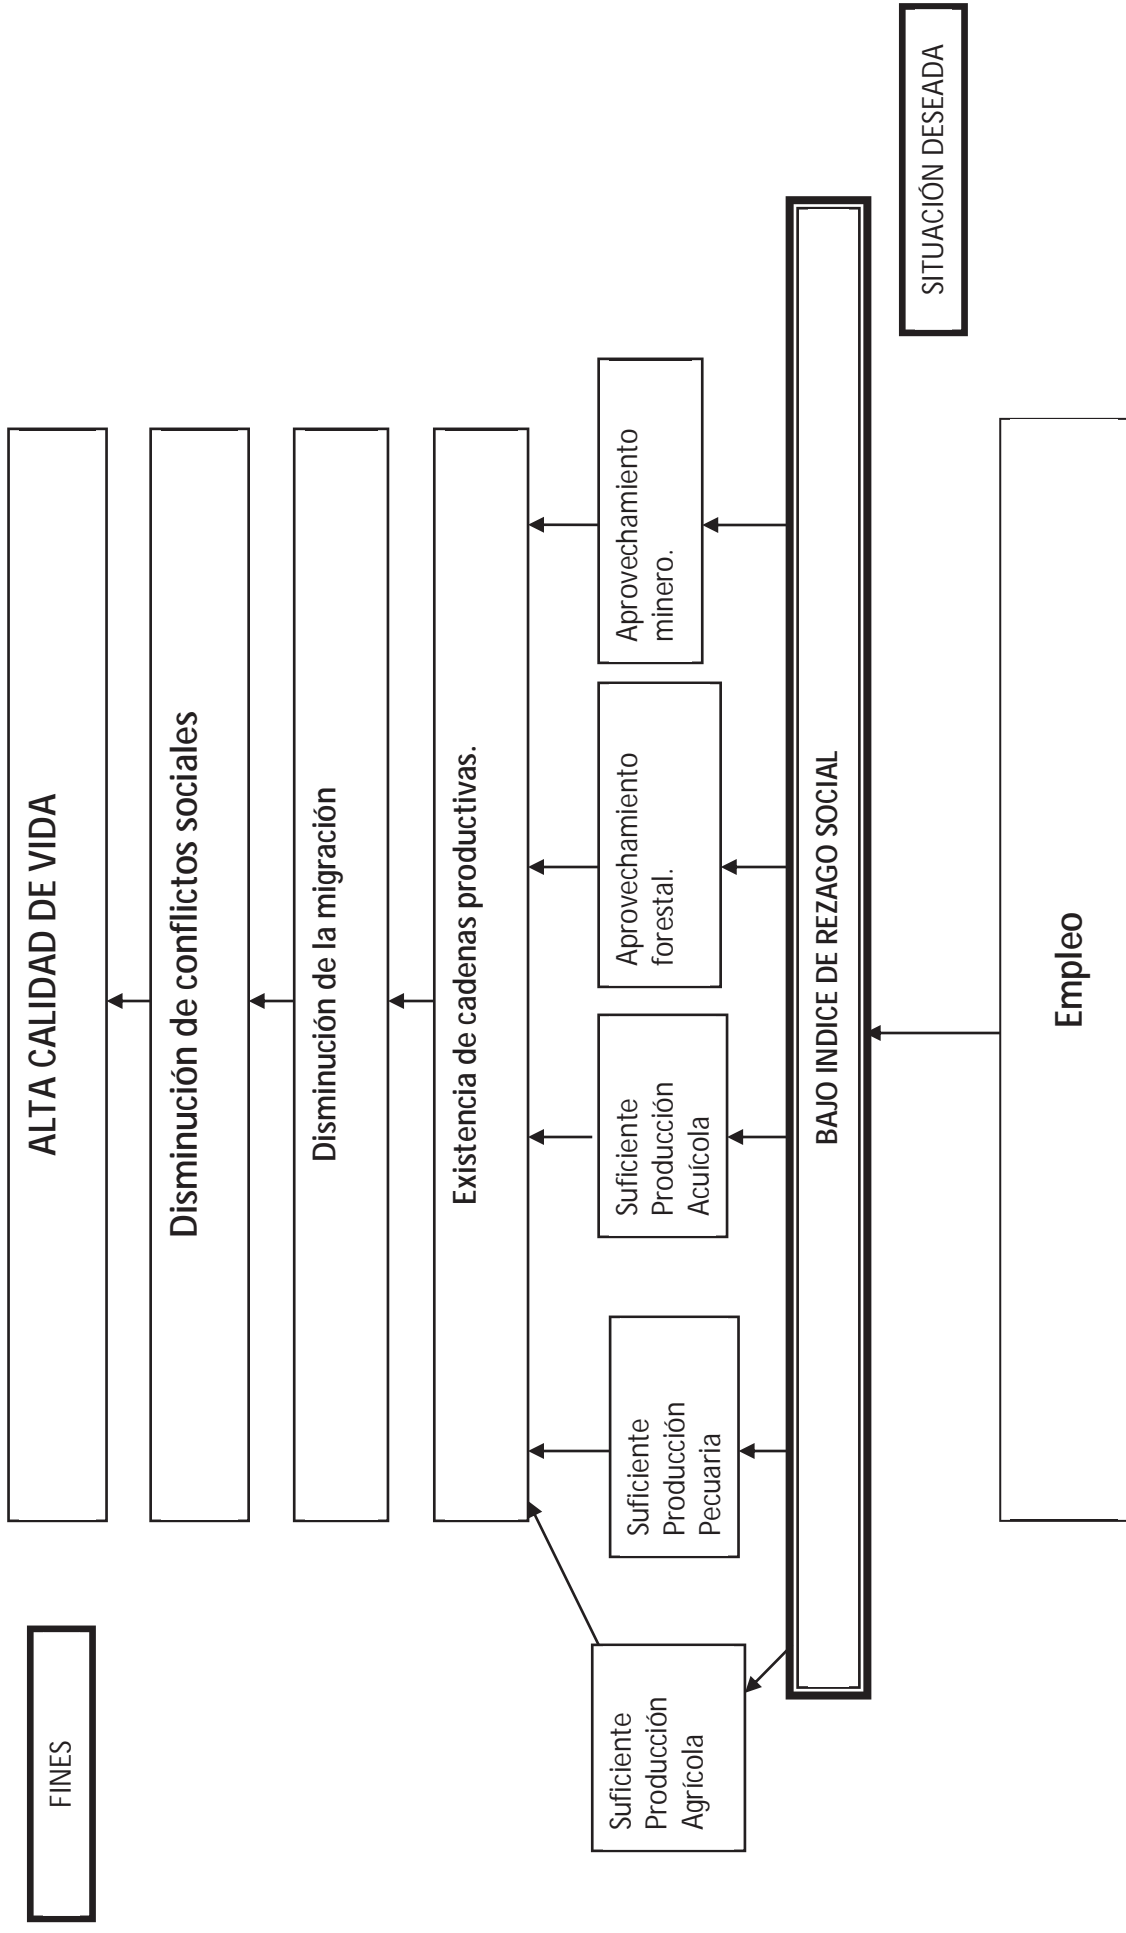 FINES
ALTA CALIDAD DE VIDA
Disminución de conflictos sociales
Disminución de la migración
Existencia de cadenas productivas.
Suficiente
Producción
Agrícola
Suficiente
Producción
Pecuaria
Suficiente
Producción
Acuícola
Aprovechamiento
forestal.
Aprovechamiento
minero.
BAJO INDICE DE REZAGO SOCIAL
SITUACIÓN DESEADA
Empleo